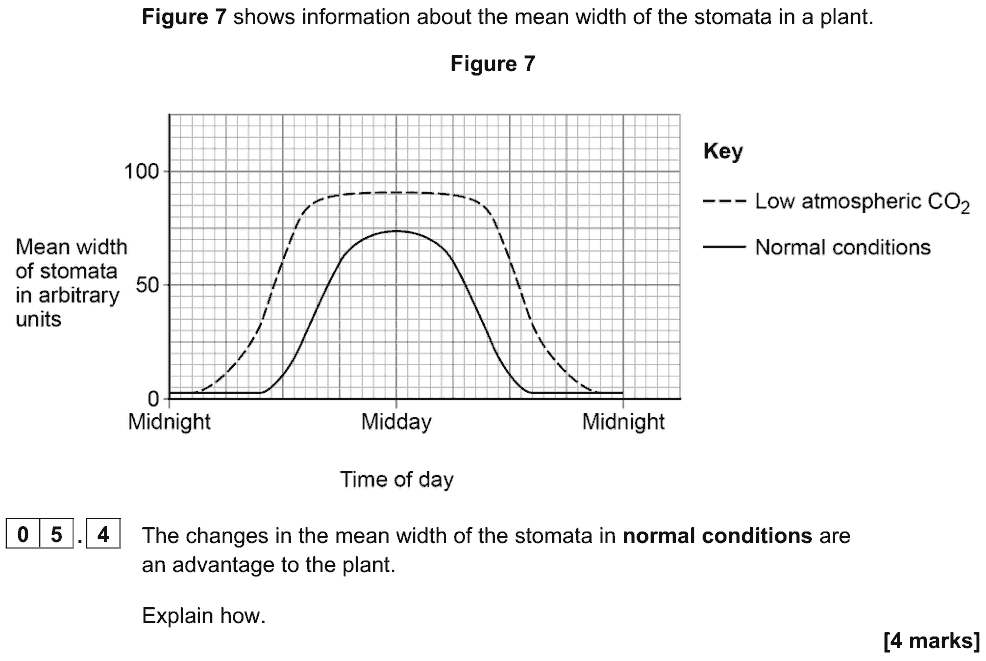 Figure 7 shows information about the mean width of the stomata in a plant.
Figure 7
100
50
0
Mean width
of stomata
in arbitrary
units
Midnight
Midday
Midnight
Time of day
Key
Low atmospheric CO₂
Normal conditions
0 5 . 4 The changes in the mean width of the stomata in normal conditions are
an advantage to the plant.
Explain how.
[4 marks]